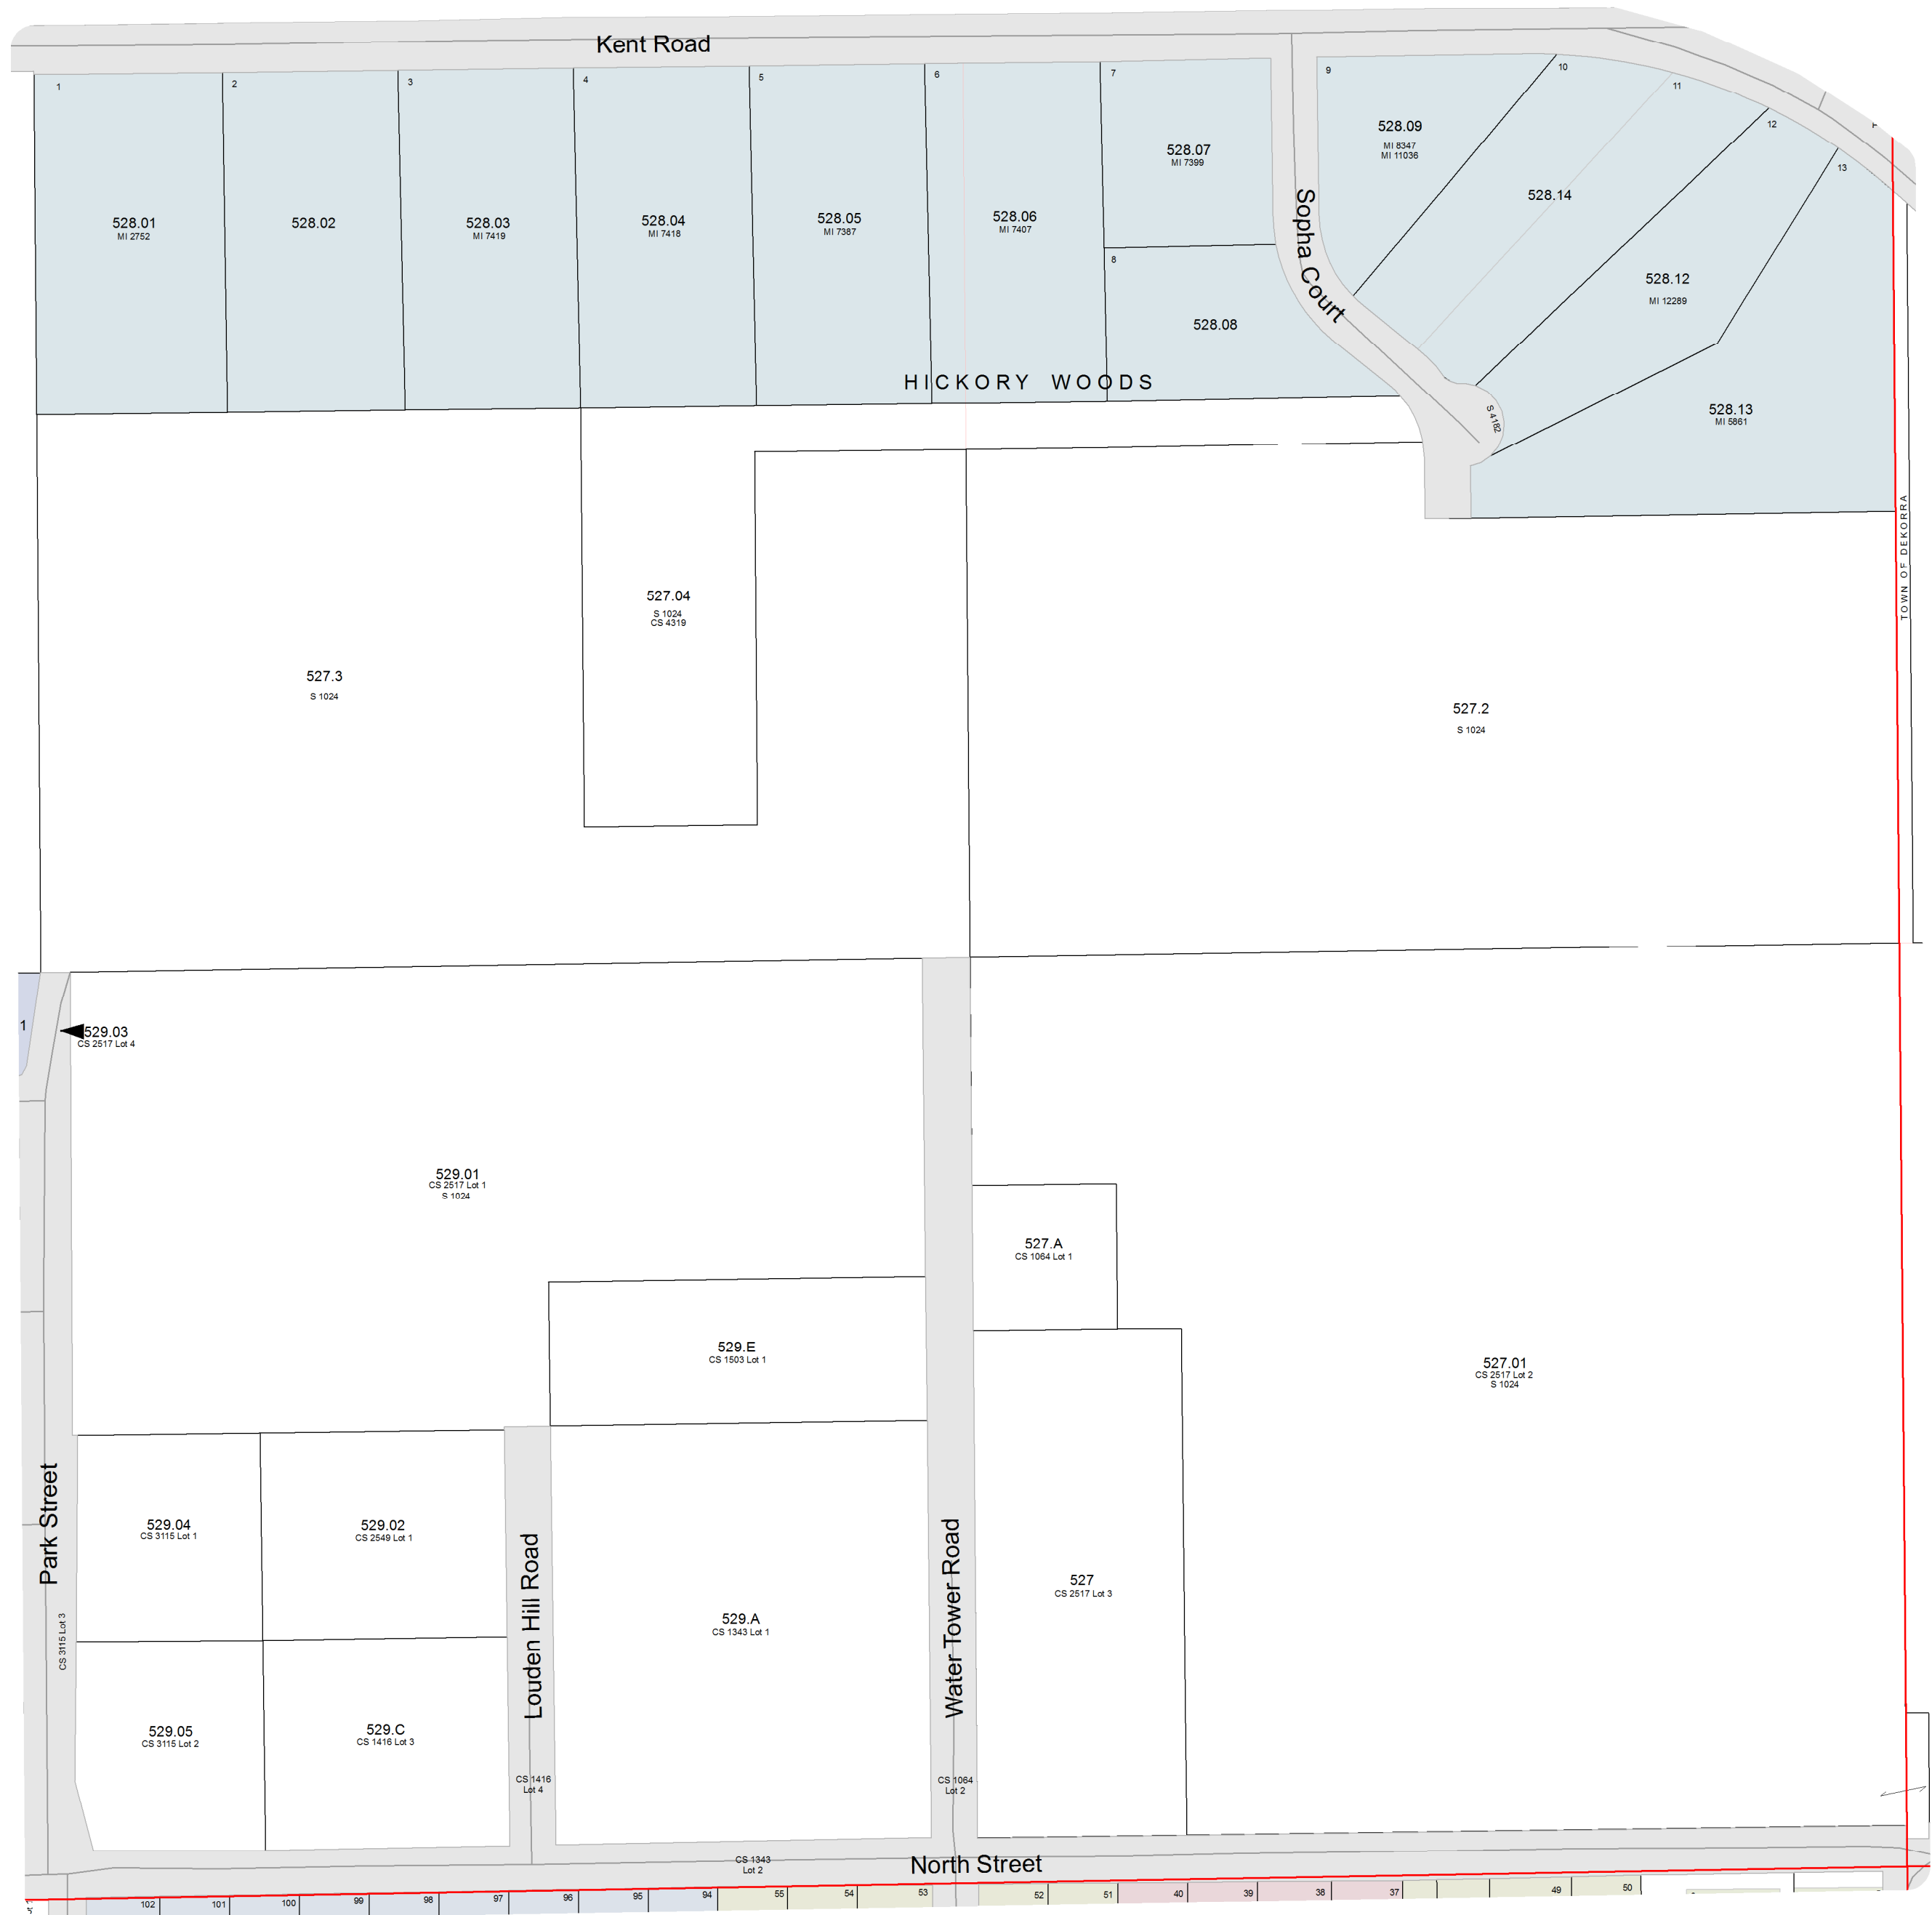 Kent Road
1
2
3
4
5
6
7
9
10
11
12
13
528.01
MI 2752
528.02
528.03
MI 7419
528.04
MI 7418
528.05
MI 7387
528.06
MI 7407
528.07
MI 7399
8
528.08
Sopha Court
528.09
MI 8347
MI 11036
528.14
528.12
MI 12289
528.13
MI 5861
S 4182
HICKORY WOODS
TOWN OF DEKORRA
527.04
S 1024
CS 4319
527.3
S 1024
527.2
S 1024
1
529.03
CS 2517 Lot 4
529.01
CS 2517 Lot 1
S 1024
527.A
CS 1064 Lot 1
529.E
CS 1503 Lot 1
527.01
CS 2517 Lot 2
S 1024
Park Street
CS 3115 Lot 3
529.04
CS 3115 Lot 1
529.02
CS 2549 Lot 1
Louden Hill Road
529.A
CS 1343 Lot 1
Water Tower Road
527
CS 2517 Lot 3
529.05
CS 3115 Lot 2
529.C
CS 1416 Lot 3
CS 1416
Lot 4
CS 1064
Lot 2
CS 1343
Lot 2
North Street
102
101
100
99
98
97
96
95
94
55
54
53
52
51
40
39
38
37
49
50